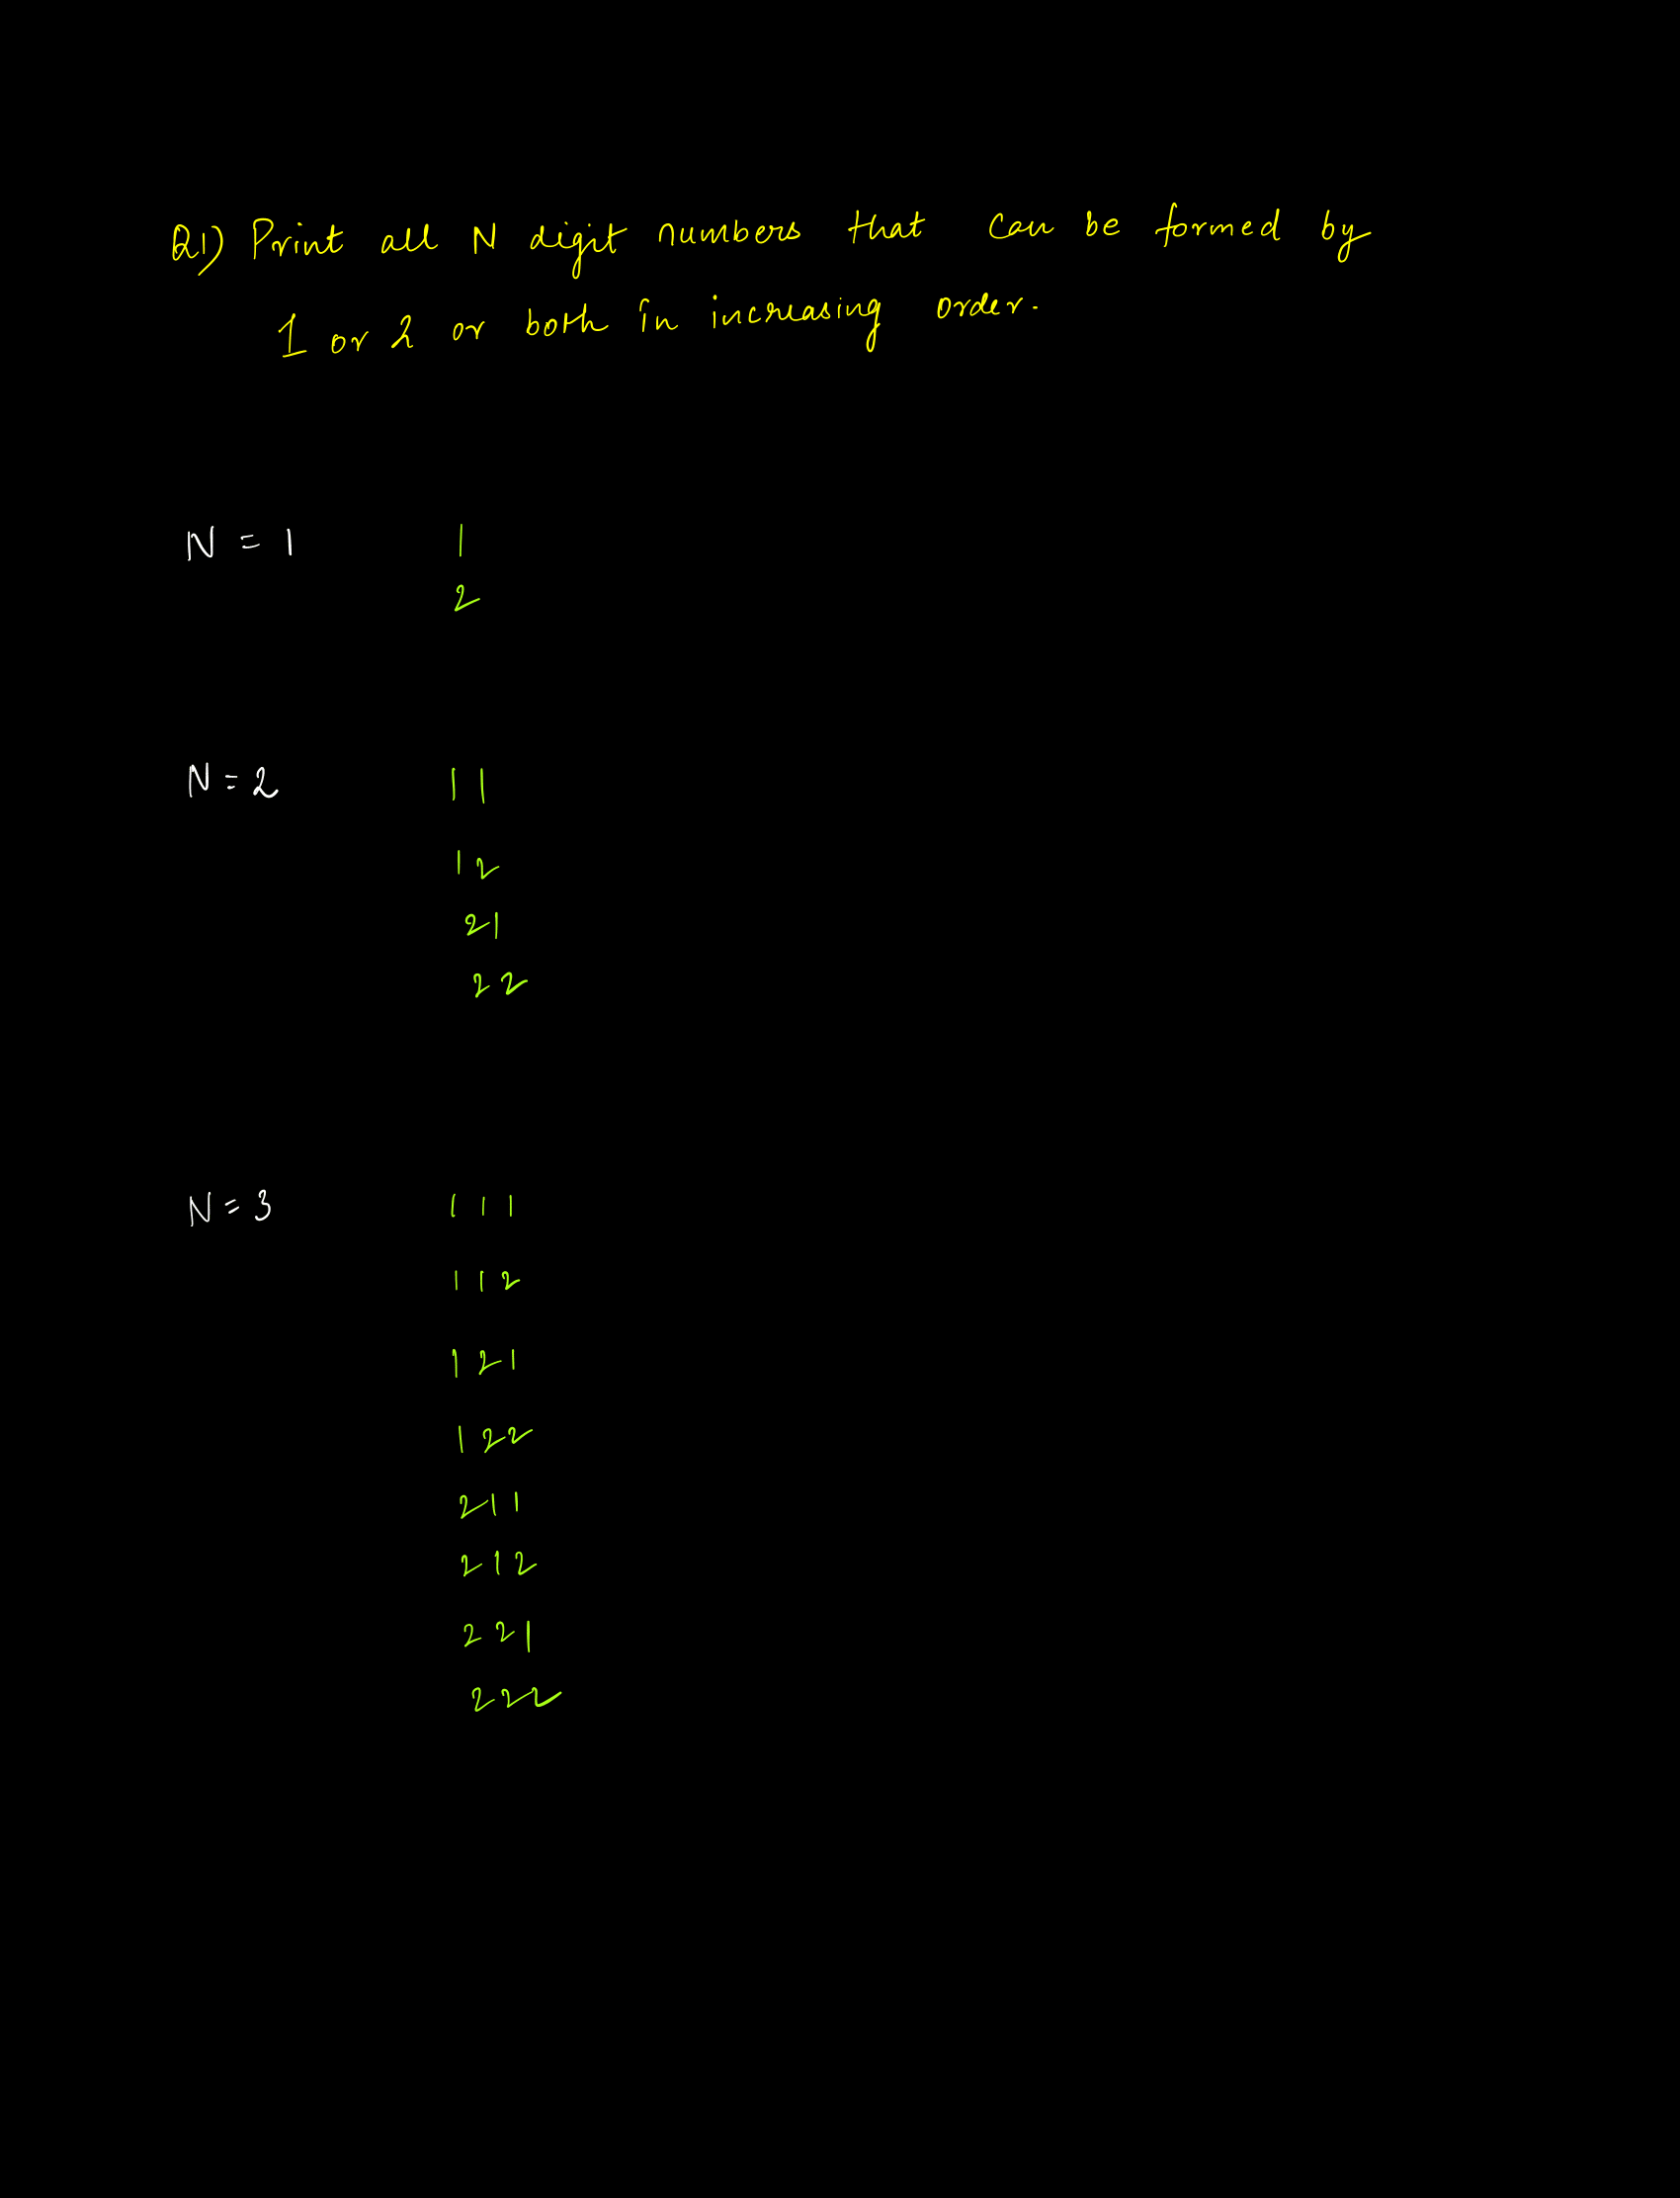 Q1) Print all N digit numbers that can be formed by
1 or 2 or both in increasing order.
N = 1 1
2
N = 2 11
12
21
22
N = 3 111
112
121
122
211
212
221
222